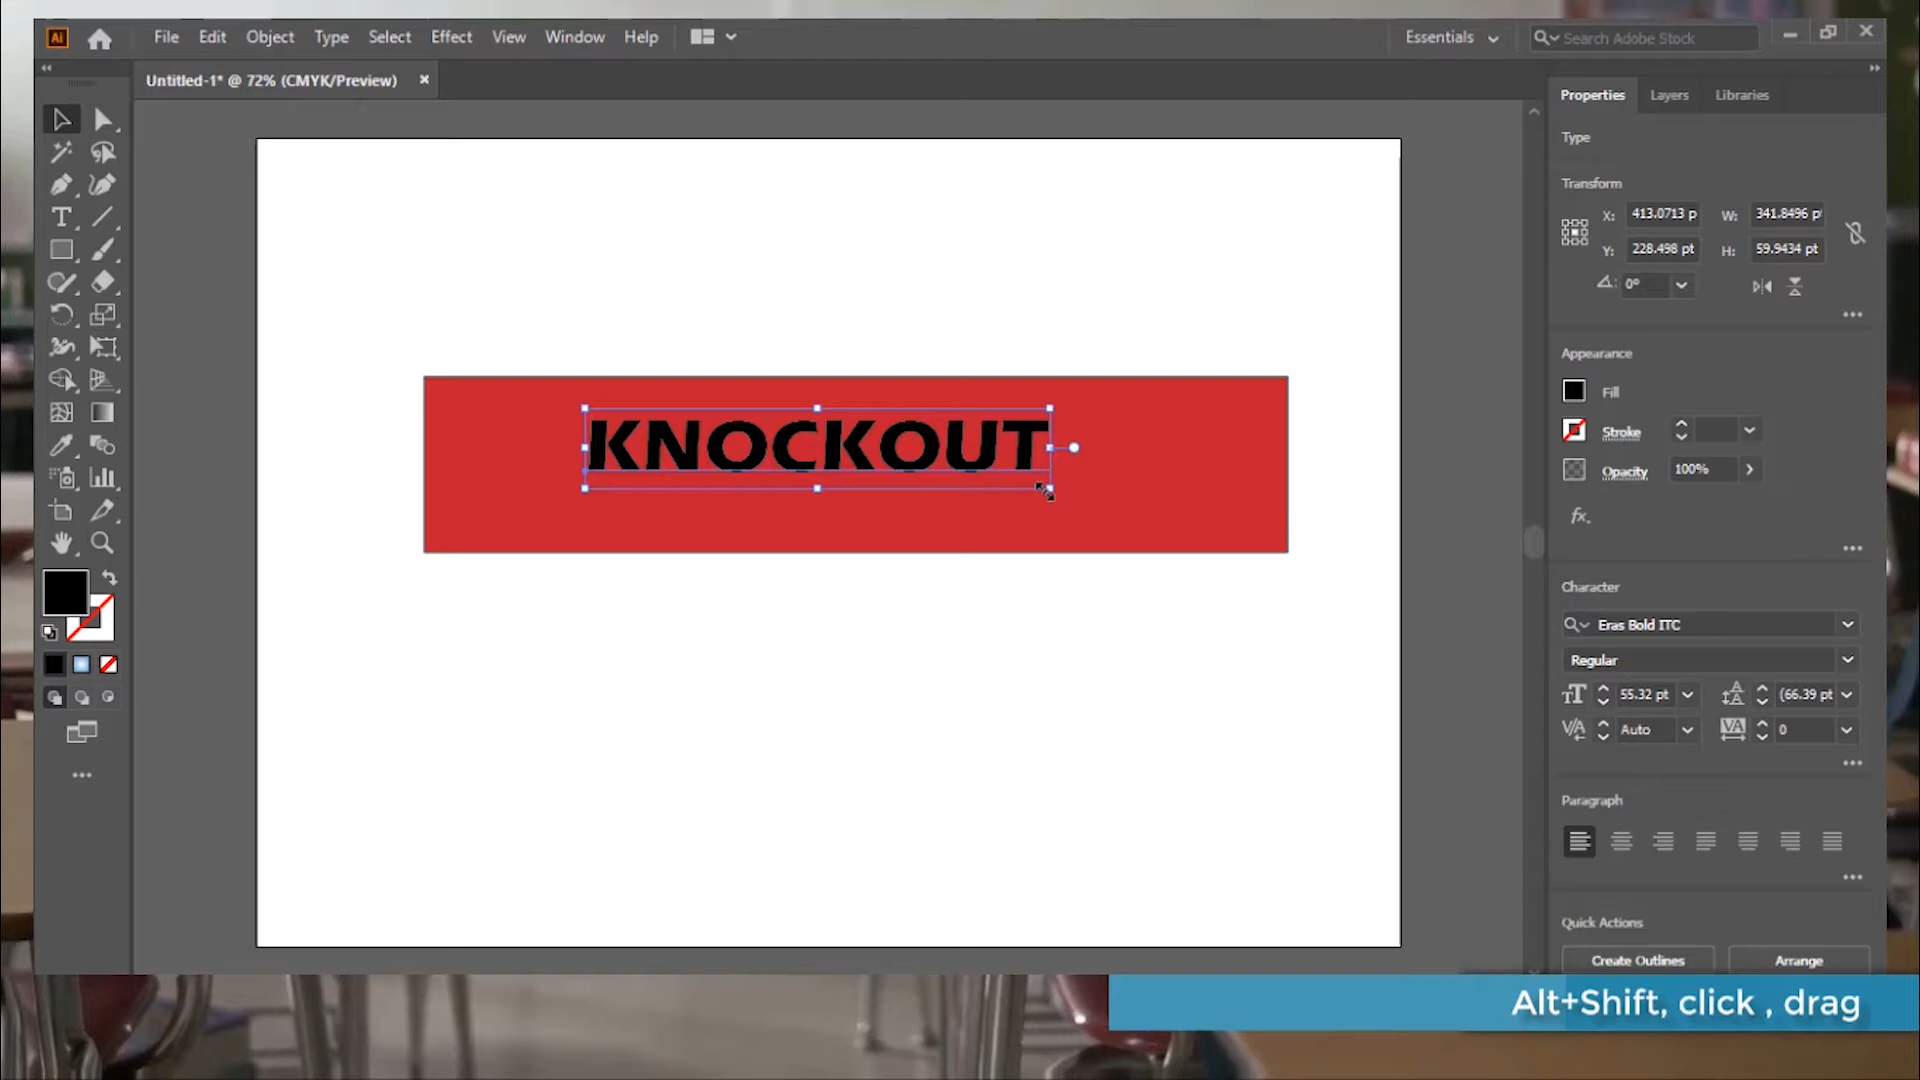 Ai File Edit Object Type Select Effect View Window Help Essentials Search Adobe Stock
Untitled-1* @ 72% (CMYK/Preview)
Properties Layers Libraries
Type
Transform
X: 413.0713 p W: 341.8496 p
Y: 228.498 pt H: 59.9434 pt
0°
Appearance
Fill
Stroke
Opacity 100%
fx.
KNOCKOUT
Character
Eras Bold ITC
Regular
55.32 pt (66.39 pt
Auto 0
Paragraph
Quick Actions
Create Outlines Arrange
Alt+Shift, click , drag